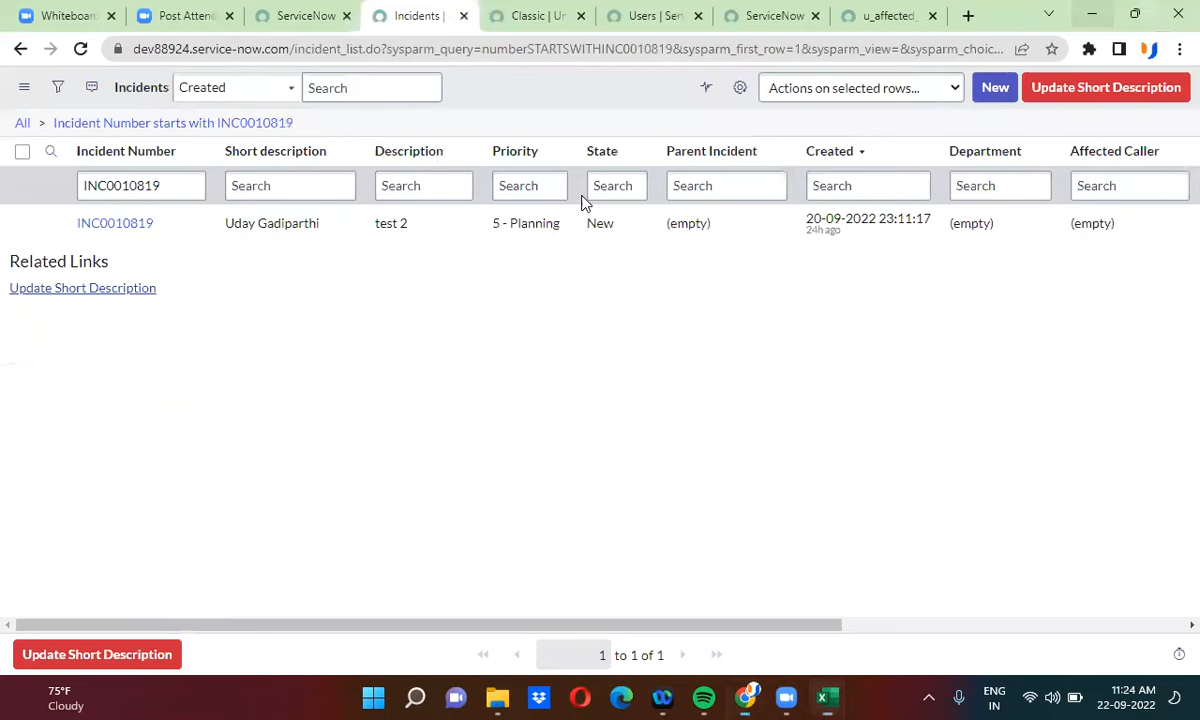 Whiteboard
Post Atten
ServiceNow
Incidents |
Classic | Un
Users | Serv
ServiceNow
u_affected_
dev88924.service-now.com/incident_list.do?sysparm_query=numberSTARTSWITHINC0010819&sysparm_first_row=1&sysparm_view=&sysparm_choic...
Incidents
Created
Search
Actions on selected rows...
New
Update Short Description
All > Incident Number starts with INC0010819
Incident Number Short description Description Priority State Parent Incident Created Department Affected Caller
INC0010819 Search Search Search Search Search Search Search Search
INC0010819 Uday Gadiparthi test 2 5 - Planning New (empty) 20-09-2022 23:11:17 (empty) (empty)
24h ago
Related Links
Update Short Description
Update Short Description
1 to 1 of 1
75°F
Cloudy
ENG
IN
11:24 AM
22-09-2022